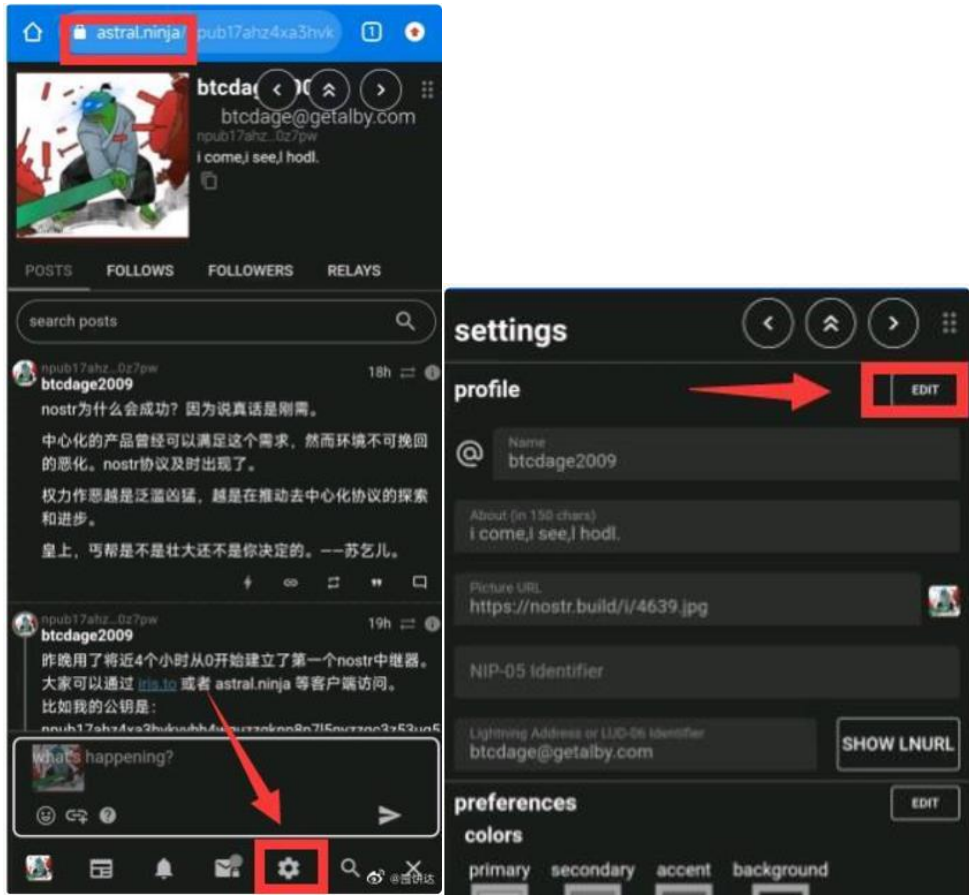 astral.ninja/npub17ahz4xa3hvk
1
btcda
btcdage@getalby.com
npub17ahz...0z7pw
i come,i see,I hodl.
POSTS FOLLOWS FOLLOWERS RELAYS
search posts
npub17ahz...0z7pw
btcdage2009 18h
nostr为什么会成功？因为说真话是刚需。
中心化的产品曾经可以满足这个需求，然而环境不可挽回
的恶化。nostr协议及时出现了。
权力作恶越是泛滥凶猛，越是在推动去中心化协议的探索
和进步。
皇上，丐帮是不是壮大还不是你决定的。——苏乞儿。
npub17ahz...0z7pw
btcdage2009 19h
昨晚用了将近4个小时从0开始建立了第一个nostr中继器。
大家可以通过 iris.to 或者 astral.ninja 等客户端访问。
比如我的公钥是：
what's happening?
settings
profile EDIT
Name
btcdage2009
About (in 150 chars)
i come,i see,I hodl.
Picture URL
https://nostr.build/i/4639.jpg
NIP-05 Identifier
Lightning Address or LUD-06 Identifier
btcdage@getalby.com
SHOW LNURL
preferences EDIT
colors
primary secondary accent background